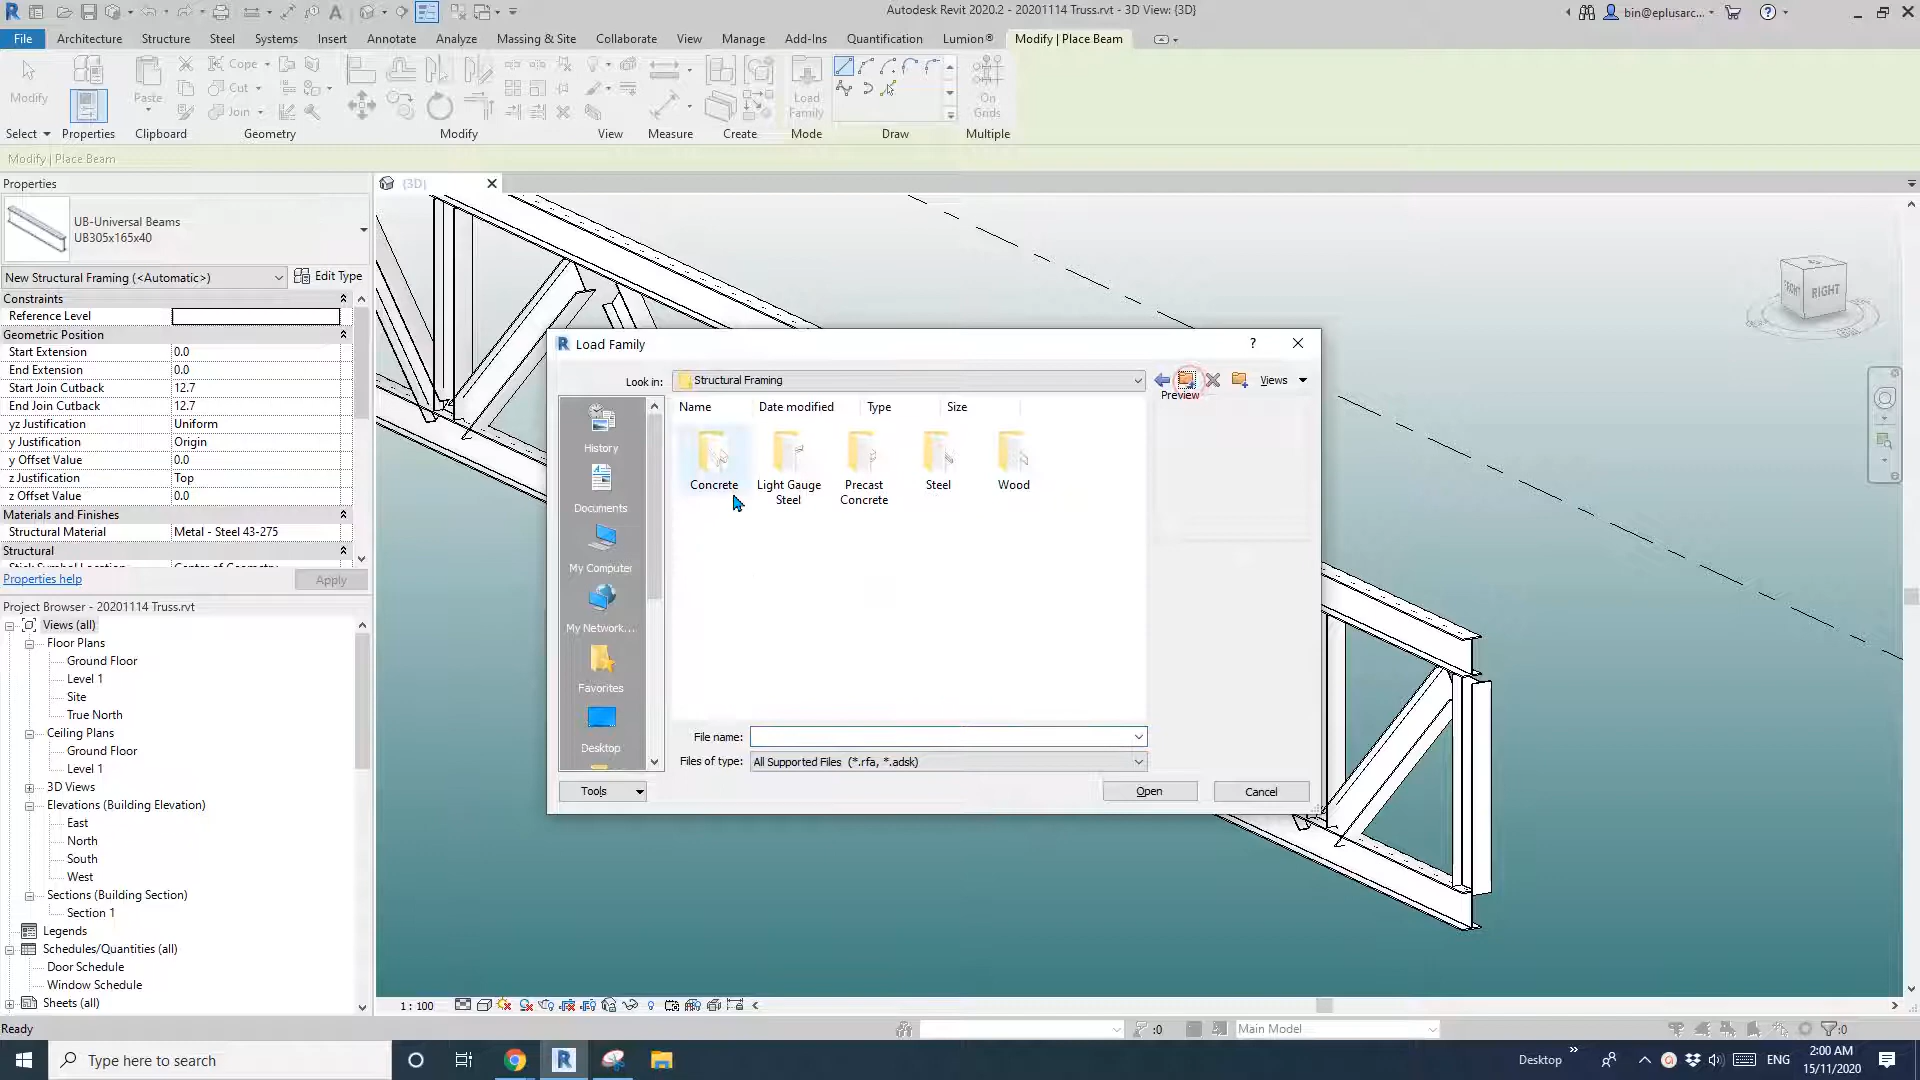 Autodesk Revit 2020.2 - 20201114 Truss.rvt - 3D View: {3D}
bin@eplusarc...
File Architecture Structure Steel Systems Insert Annotate Analyze Massing & Site Collaborate View Manage Add-Ins Quantification Lumion® Modify | Place Beam
Modify
Paste
Cope
Cut
Join
Load
Family
On
Grids
Select Properties Clipboard Geometry Modify View Measure Create Mode Draw Multiple
Modify | Place Beam
Properties
{3D}
UB-Universal Beams
UB305x165x40
New Structural Framing (<Automatic>) Edit Type
Constraints
Reference Level
Geometric Position
Start Extension 0.0
End Extension 0.0
Start Join Cutback 12.7
End Join Cutback 12.7
yz Justification Uniform
y Justification Origin
y Offset Value 0.0
z Justification Top
z Offset Value 0.0
Materials and Finishes
Structural Material Metal - Steel 43-275
Structural
Properties help Apply
Project Browser - 20201114 Truss.rvt
Views (all)
Floor Plans
Ground Floor
Level 1
Site
True North
Ceiling Plans
Ground Floor
Level 1
3D Views
Elevations (Building Elevation)
East
North
South
West
Sections (Building Section)
Section 1
Legends
Schedules/Quantities (all)
Door Schedule
Window Schedule
Sheets (all)
Load Family
Look in: Structural Framing
Views
Preview
Name Date modified Type Size
History
Documents
My Computer
My Network...
Favorites
Desktop
Concrete
Light Gauge
Steel
Precast
Concrete
Steel
Wood
File name:
Files of type: All Supported Files (*.rfa, *.adsk)
Tools Open Cancel
FRONT RIGHT
1 : 100
Ready
:0
Main Model
:0
Type here to search
Desktop
ENG
2:00 AM
15/11/2020